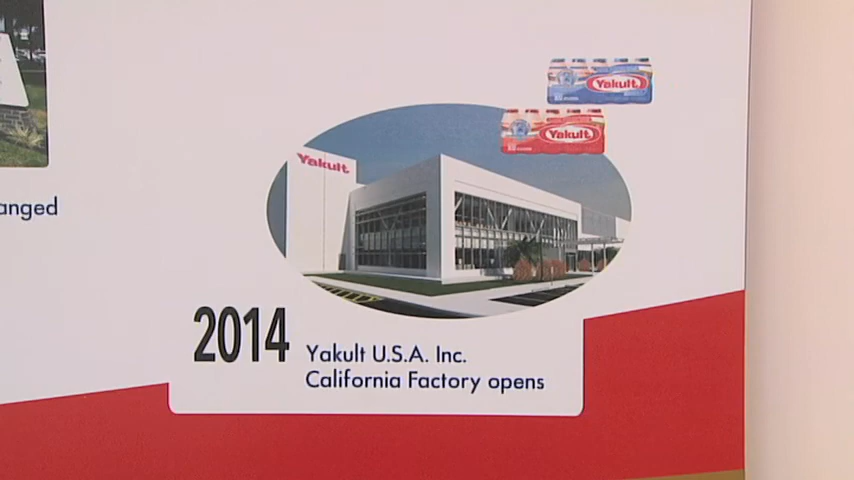 Yakult
Yakult
Yakult
anged
2014
Yakult U.S.A. Inc.
California Factory opens